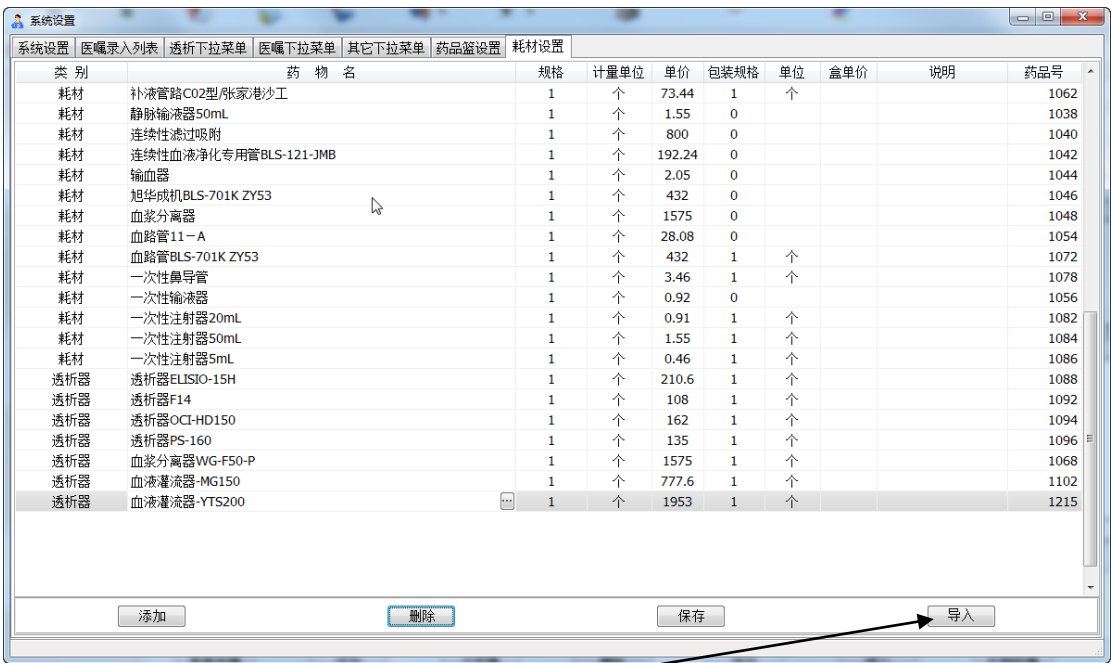 系统设置
系统设置 医嘱录入列表 透析下拉菜单 医嘱下拉菜单 其它下拉菜单 药品篮设置 耗材设置
类 别 药 物 名 规格 计量单位 单价 包装规格 单位 盒单价 说明 药品号
耗材 补液管路C02型/张家港沙工 1 个 73.44 1 个 1062
耗材 静脉输液器50mL 1 个 1.55 0 1038
耗材 连续性滤过吸附 1 个 800 0 1040
耗材 连续性血液净化专用管BLS-121-JMB 1 个 192.24 0 1042
耗材 输血器 1 个 2.05 0 1044
耗材 旭华成机BLS-701K ZY53 1 个 432 0 1046
耗材 血浆分离器 1 个 1575 0 1048
耗材 血路管11－A 1 个 28.08 0 1054
耗材 血路管BLS-701K ZY53 1 个 432 1 个 1072
耗材 一次性鼻导管 1 个 3.46 1 个 1078
耗材 一次性输液器 1 个 0.92 0 1056
耗材 一次性注射器20mL 1 个 0.91 1 个 1082
耗材 一次性注射器50mL 1 个 1.55 1 个 1084
耗材 一次性注射器5mL 1 个 0.46 1 个 1086
透析器 透析器ELISIO-15H 1 个 210.6 1 个 1088
透析器 透析器F14 1 个 108 1 个 1092
透析器 透析器OCI-HD150 1 个 162 1 个 1094
透析器 透析器PS-160 1 个 135 1 个 1096
透析器 血浆分离器WG-F50-P 1 个 1575 1 个 1068
透析器 血液灌流器-MG150 1 个 777.6 1 个 1102
透析器 血液灌流器-YTS200 ... 1 个 1953 1 个 1215
添加 删除 保存 导入